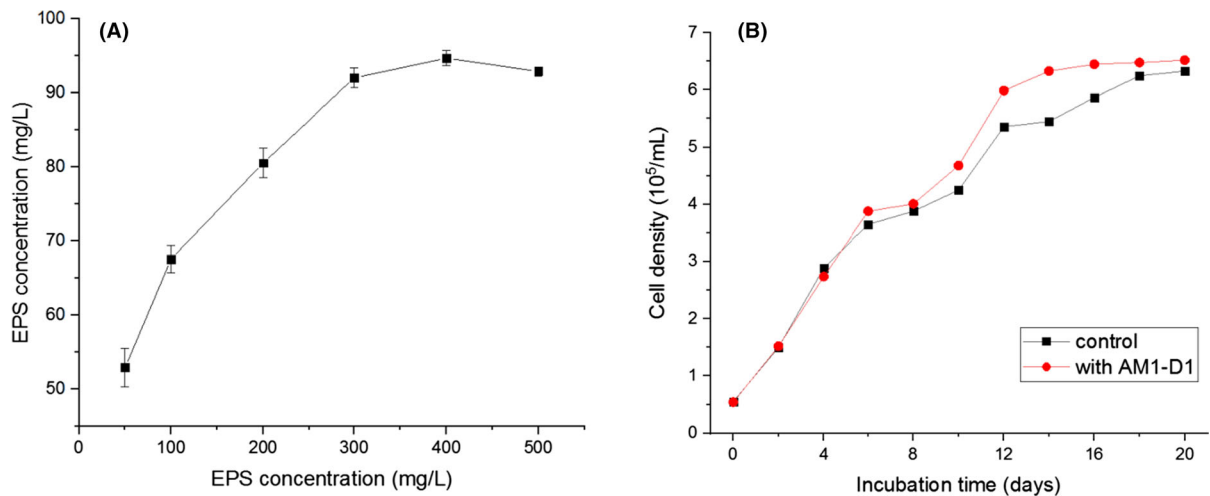 (A)
EPS concentration (mg/L)
100
90
80
70
60
50
0 100 200 300 400 500
EPS concentration (mg/L)
(B)
Cell density (10⁵/mL)
7
6
5
4
3
2
1
0
control
with AM1-D1
0 4 8 12 16 20
Incubation time (days)